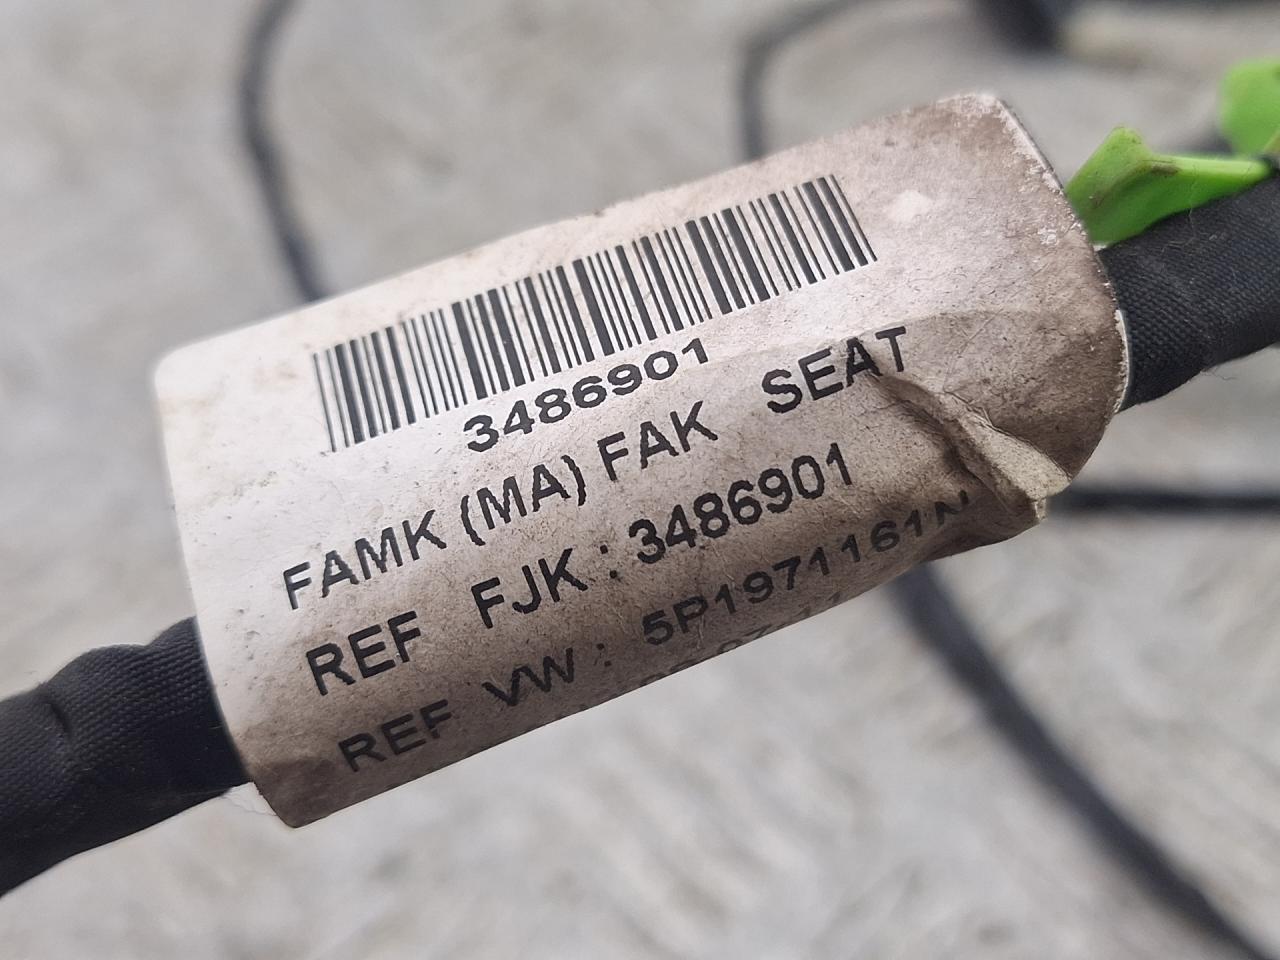 3486901
FAMK (MA) FAK SEAT
REF FJK : 3486901
REF VW : 5P1971161N